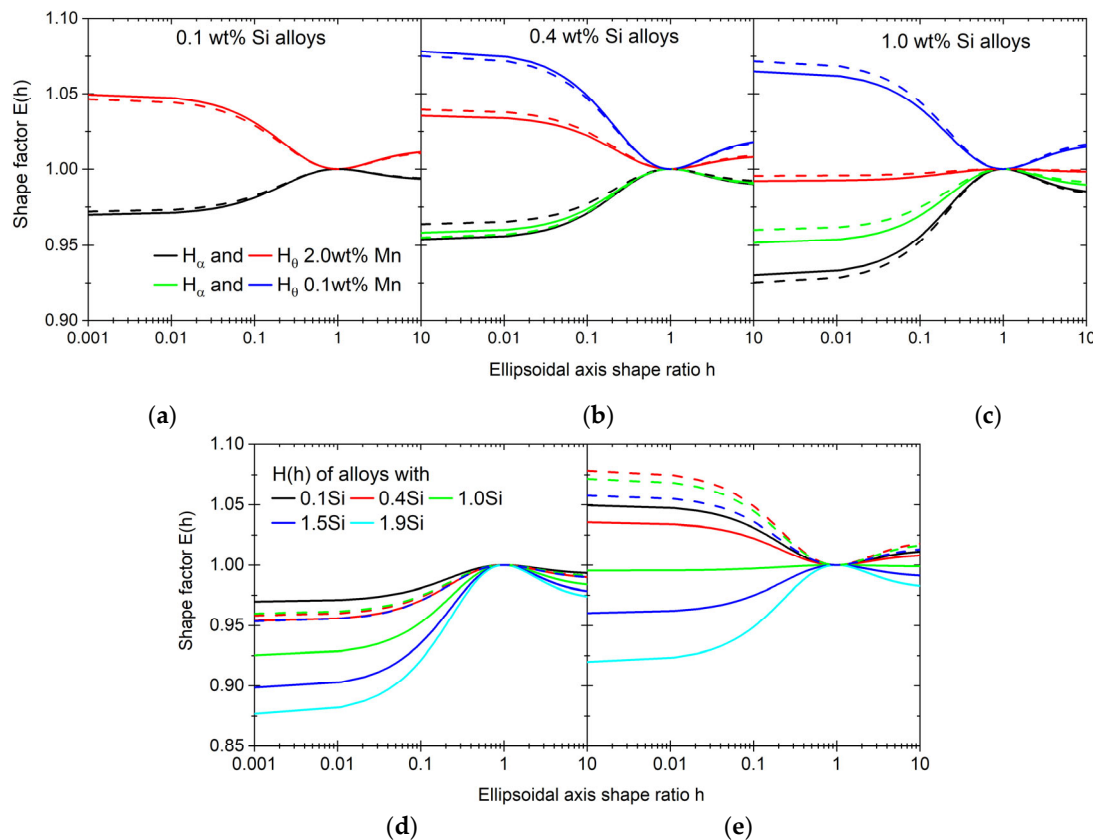 0.1 wt% Si alloys
0.4 wt% Si alloys
1.0 wt% Si alloys
1.10
1.05
1.00
0.95
0.90
Shape factor E(h)
Hα and Hθ 2.0wt% Mn
Hα and Hθ 0.1wt% Mn
0.001 0.01 0.1 1 10 0.01 0.1 1 10 0.01 0.1 1 10
Ellipsoidal axis shape ratio h
(a) (b) (c)
H(h) of alloys with
0.1Si 0.4Si 1.0Si
1.5Si 1.9Si
1.10
1.05
1.00
0.95
0.90
0.85
Shape factor E(h)
0.001 0.01 0.1 1 10 0.01 0.1 1 10
Ellipsoidal axis shape ratio h
(d) (e)